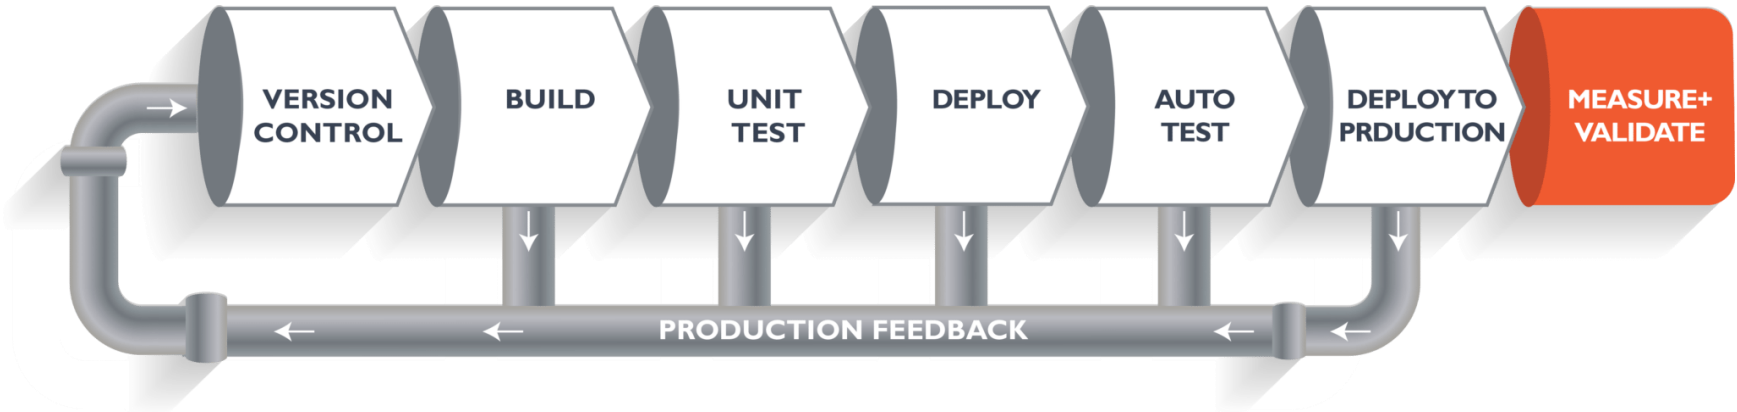 VERSION
CONTROL
BUILD
UNIT
TEST
DEPLOY
AUTO
TEST
DEPLOY TO
PRDUCTION
MEASURE+
VALIDATE
PRODUCTION FEEDBACK